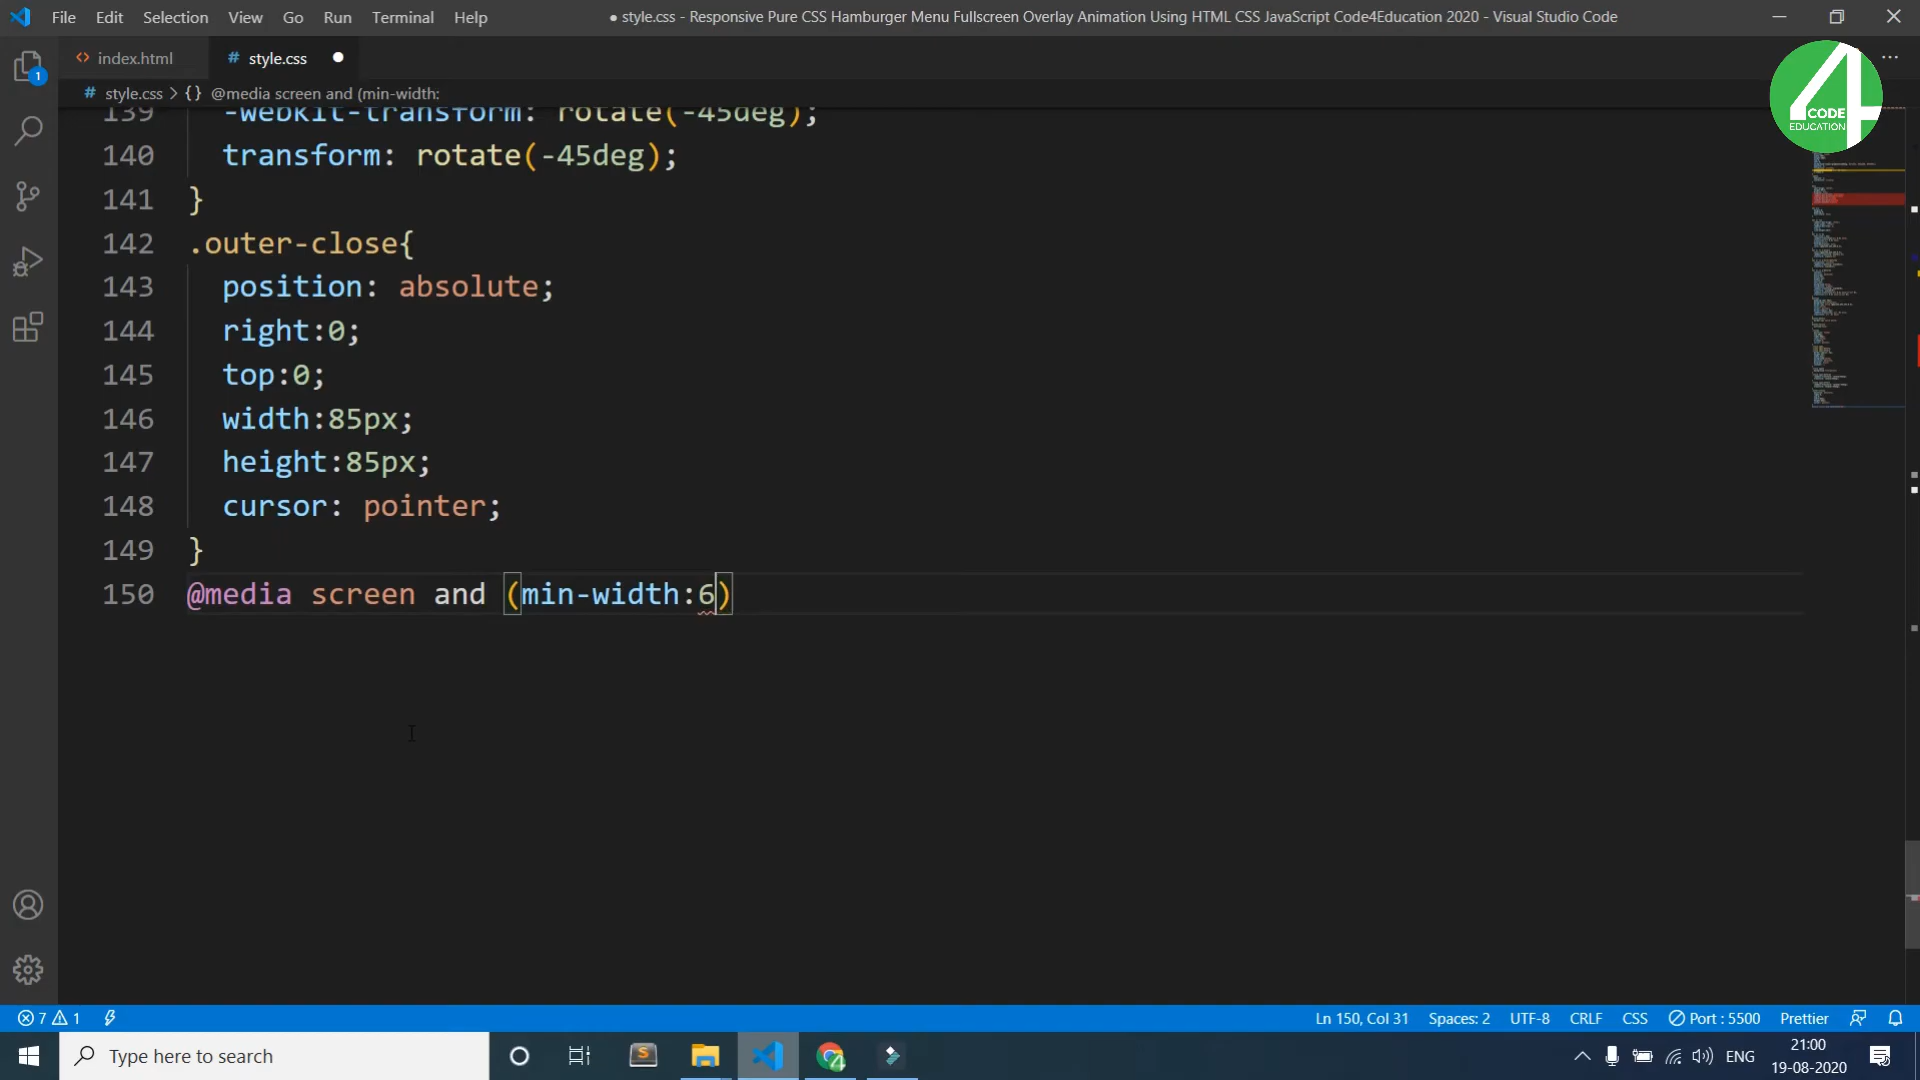 File Edit Selection View Go Run Terminal Help
● style.css - Responsive Pure CSS Hamburger Menu Fullscreen Overlay Animation Using HTML CSS JavaScript Code4Education 2020 - Visual Studio Code
<> index.html
# style.css ●
4
CODE
EDUCATION
1
# style.css > {} @media screen and (min-width:
139 -webkit-transform: rotate(-45deg);
140 transform: rotate(-45deg);
141 }
142 .outer-close{
143 position: absolute;
144 right:0;
145 top:0;
146 width:85px;
147 height:85px;
148 cursor: pointer;
149 }
150 @media screen and (min-width:6)
7 1
Ln 150, Col 31 Spaces: 2 UTF-8 CRLF CSS Port : 5500 Prettier
Type here to search
ENG
21:00
19-08-2020